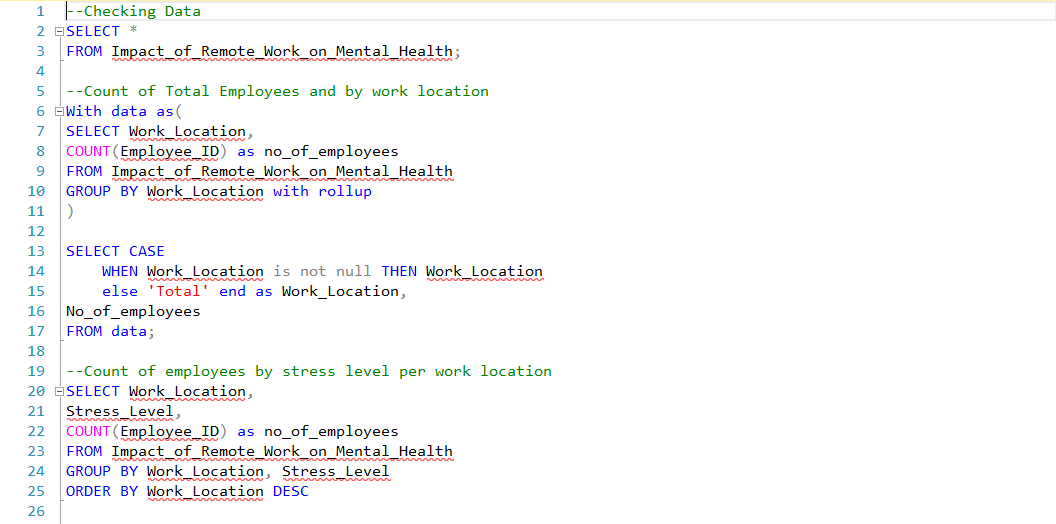 1 --Checking Data
2 SELECT *
3 FROM Impact_of_Remote_Work_on_Mental_Health;
4
5 --Count of Total Employees and by work location
6 With data as(
7 SELECT Work_Location,
8 COUNT(Employee_ID) as no_of_employees
9 FROM Impact_of_Remote_Work_on_Mental_Health
10 GROUP BY Work_Location with rollup
11 )
12
13 SELECT CASE
14 WHEN Work_Location is not null THEN Work_Location
15 else 'Total' end as Work_Location,
16 No_of_employees
17 FROM data;
18
19 --Count of employees by stress level per work location
20 SELECT Work_Location,
21 Stress_Level,
22 COUNT(Employee_ID) as no_of_employees
23 FROM Impact_of_Remote_Work_on_Mental_Health
24 GROUP BY Work_Location, Stress_Level
25 ORDER BY Work_Location DESC
26